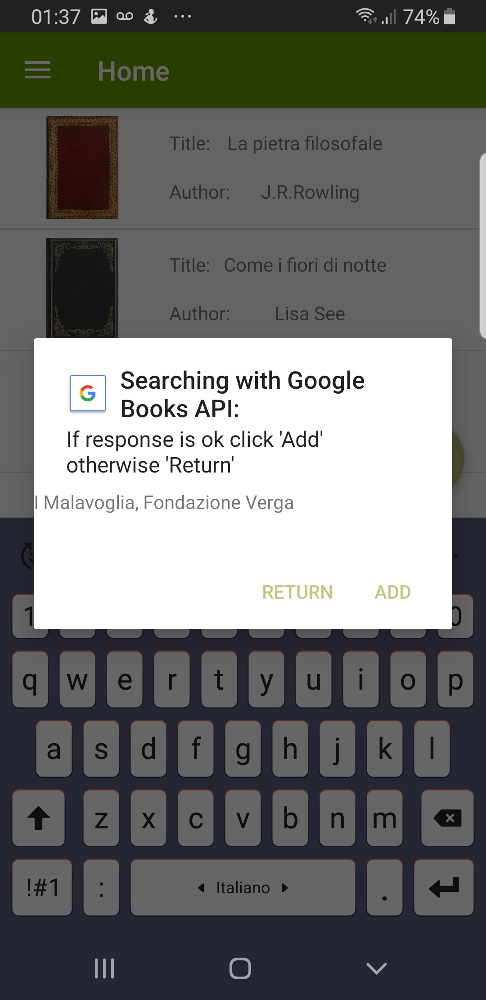 01:37 74%
Home
Title: La pietra filosofale
Author: J.R.Rowling
Title: Come i fiori di notte
Author: Lisa See
Searching with Google
Books API:
If response is ok click 'Add'
otherwise 'Return'
I Malavoglia, Fondazione Verga
RETURN ADD
1 0
q w e r t y u i o p
a s d f g h j k l
z x c v b n m
!#1 : Italiano .